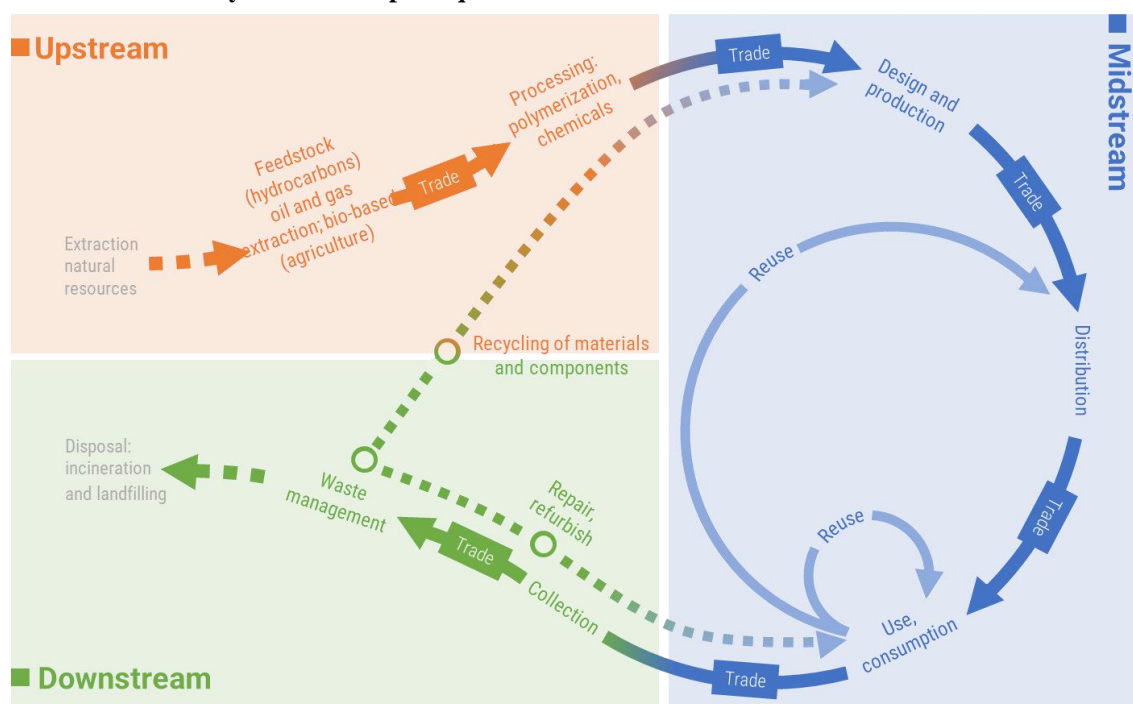 Upstream
Extraction
natural
resources
Feedstock
(hydrocarbons)
oil and gas
extraction; bio-based
(agriculture)
Trade
Processing:
polymerization,
chemicals
Trade
Midstream
Design and
production
Trade
Distribution
Trade
Reuse
Reuse
Use,
consumption
Trade
Recycling of materials
and components
Downstream
Collection
Trade
Repair,
refurbish
Waste
management
Disposal:
incineration
and landfilling